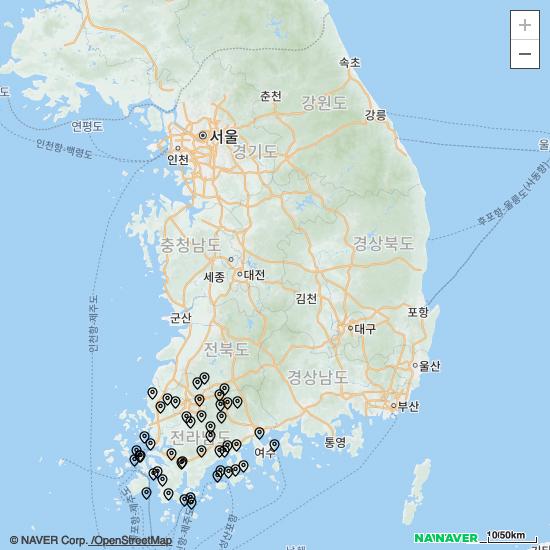 속초
춘천
강원도
연평도
강릉
서울
인천
경기도
인천항-백령도
울
후포항-울릉도(사동항)
충청남도
경상북도
세종
대전
김천
인천항-제주도
군산
포항
대구
전북도
울산
경상남도
부산
전라남도
통영
여수
10/50km
© NAVER Corp. /OpenStreetMap
NAVER